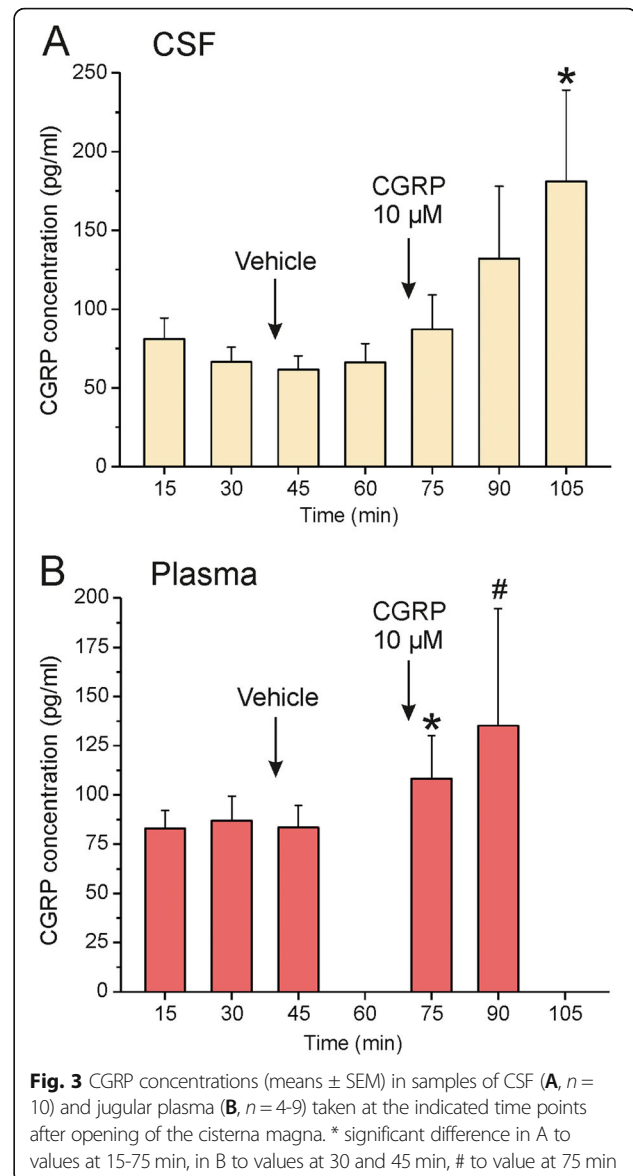 A CSF
250
200
150
100
50
0
CGRP concentration (pg/ml)
*
CGRP
10 µM
Vehicle
15 30 45 60 75 90 105
Time (min)
B Plasma
200
175
150
125
100
75
50
25
0
CGRP concentration (pg/ml)
#
CGRP
10 µM
*
Vehicle
15 30 45 60 75 90 105
Time (min)
Fig. 3 CGRP concentrations (means ± SEM) in samples of CSF (A, n =
10) and jugular plasma (B, n = 4-9) taken at the indicated time points
after opening of the cisterna magna. * significant difference in A to
values at 15-75 min, in B to values at 30 and 45 min, # to value at 75 min